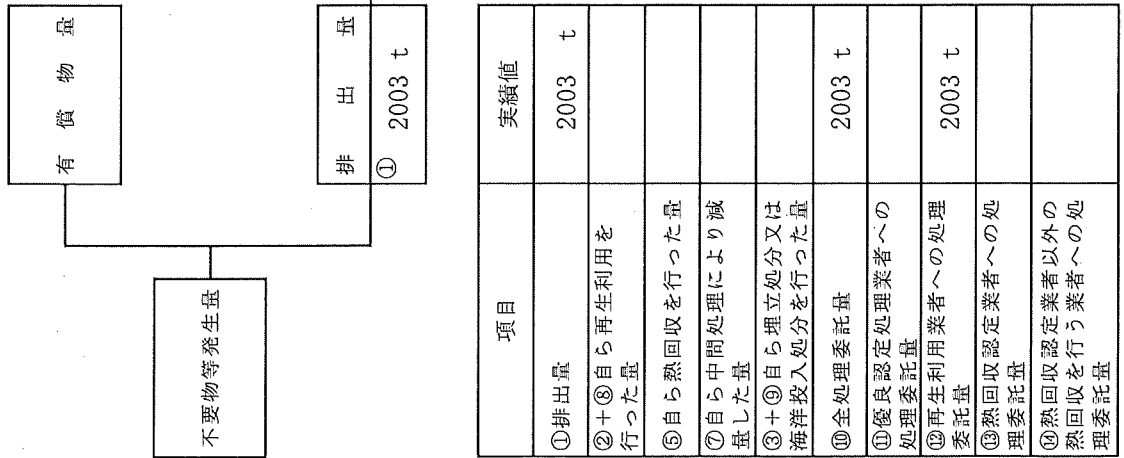 有償物量
排出量
① 2003 t
不要物等発生量
項目 実績値
①排出量 2003 t
②+⑧自ら再生利用を
行った量
⑤自ら熱回収を行った量
⑦自ら中間処理により減
量した量
③+⑨自ら埋立処分又は
海洋投入処分を行った量
⑩全処理委託量 2003 t
⑪優良認定処理業者への
処理委託量
⑫再生利用業者への処理
委託量 2003 t
⑬熱回収認定業者への処
理委託量
⑭熱回収認定業者以外の
熱回収を行う業者への処
理委託量